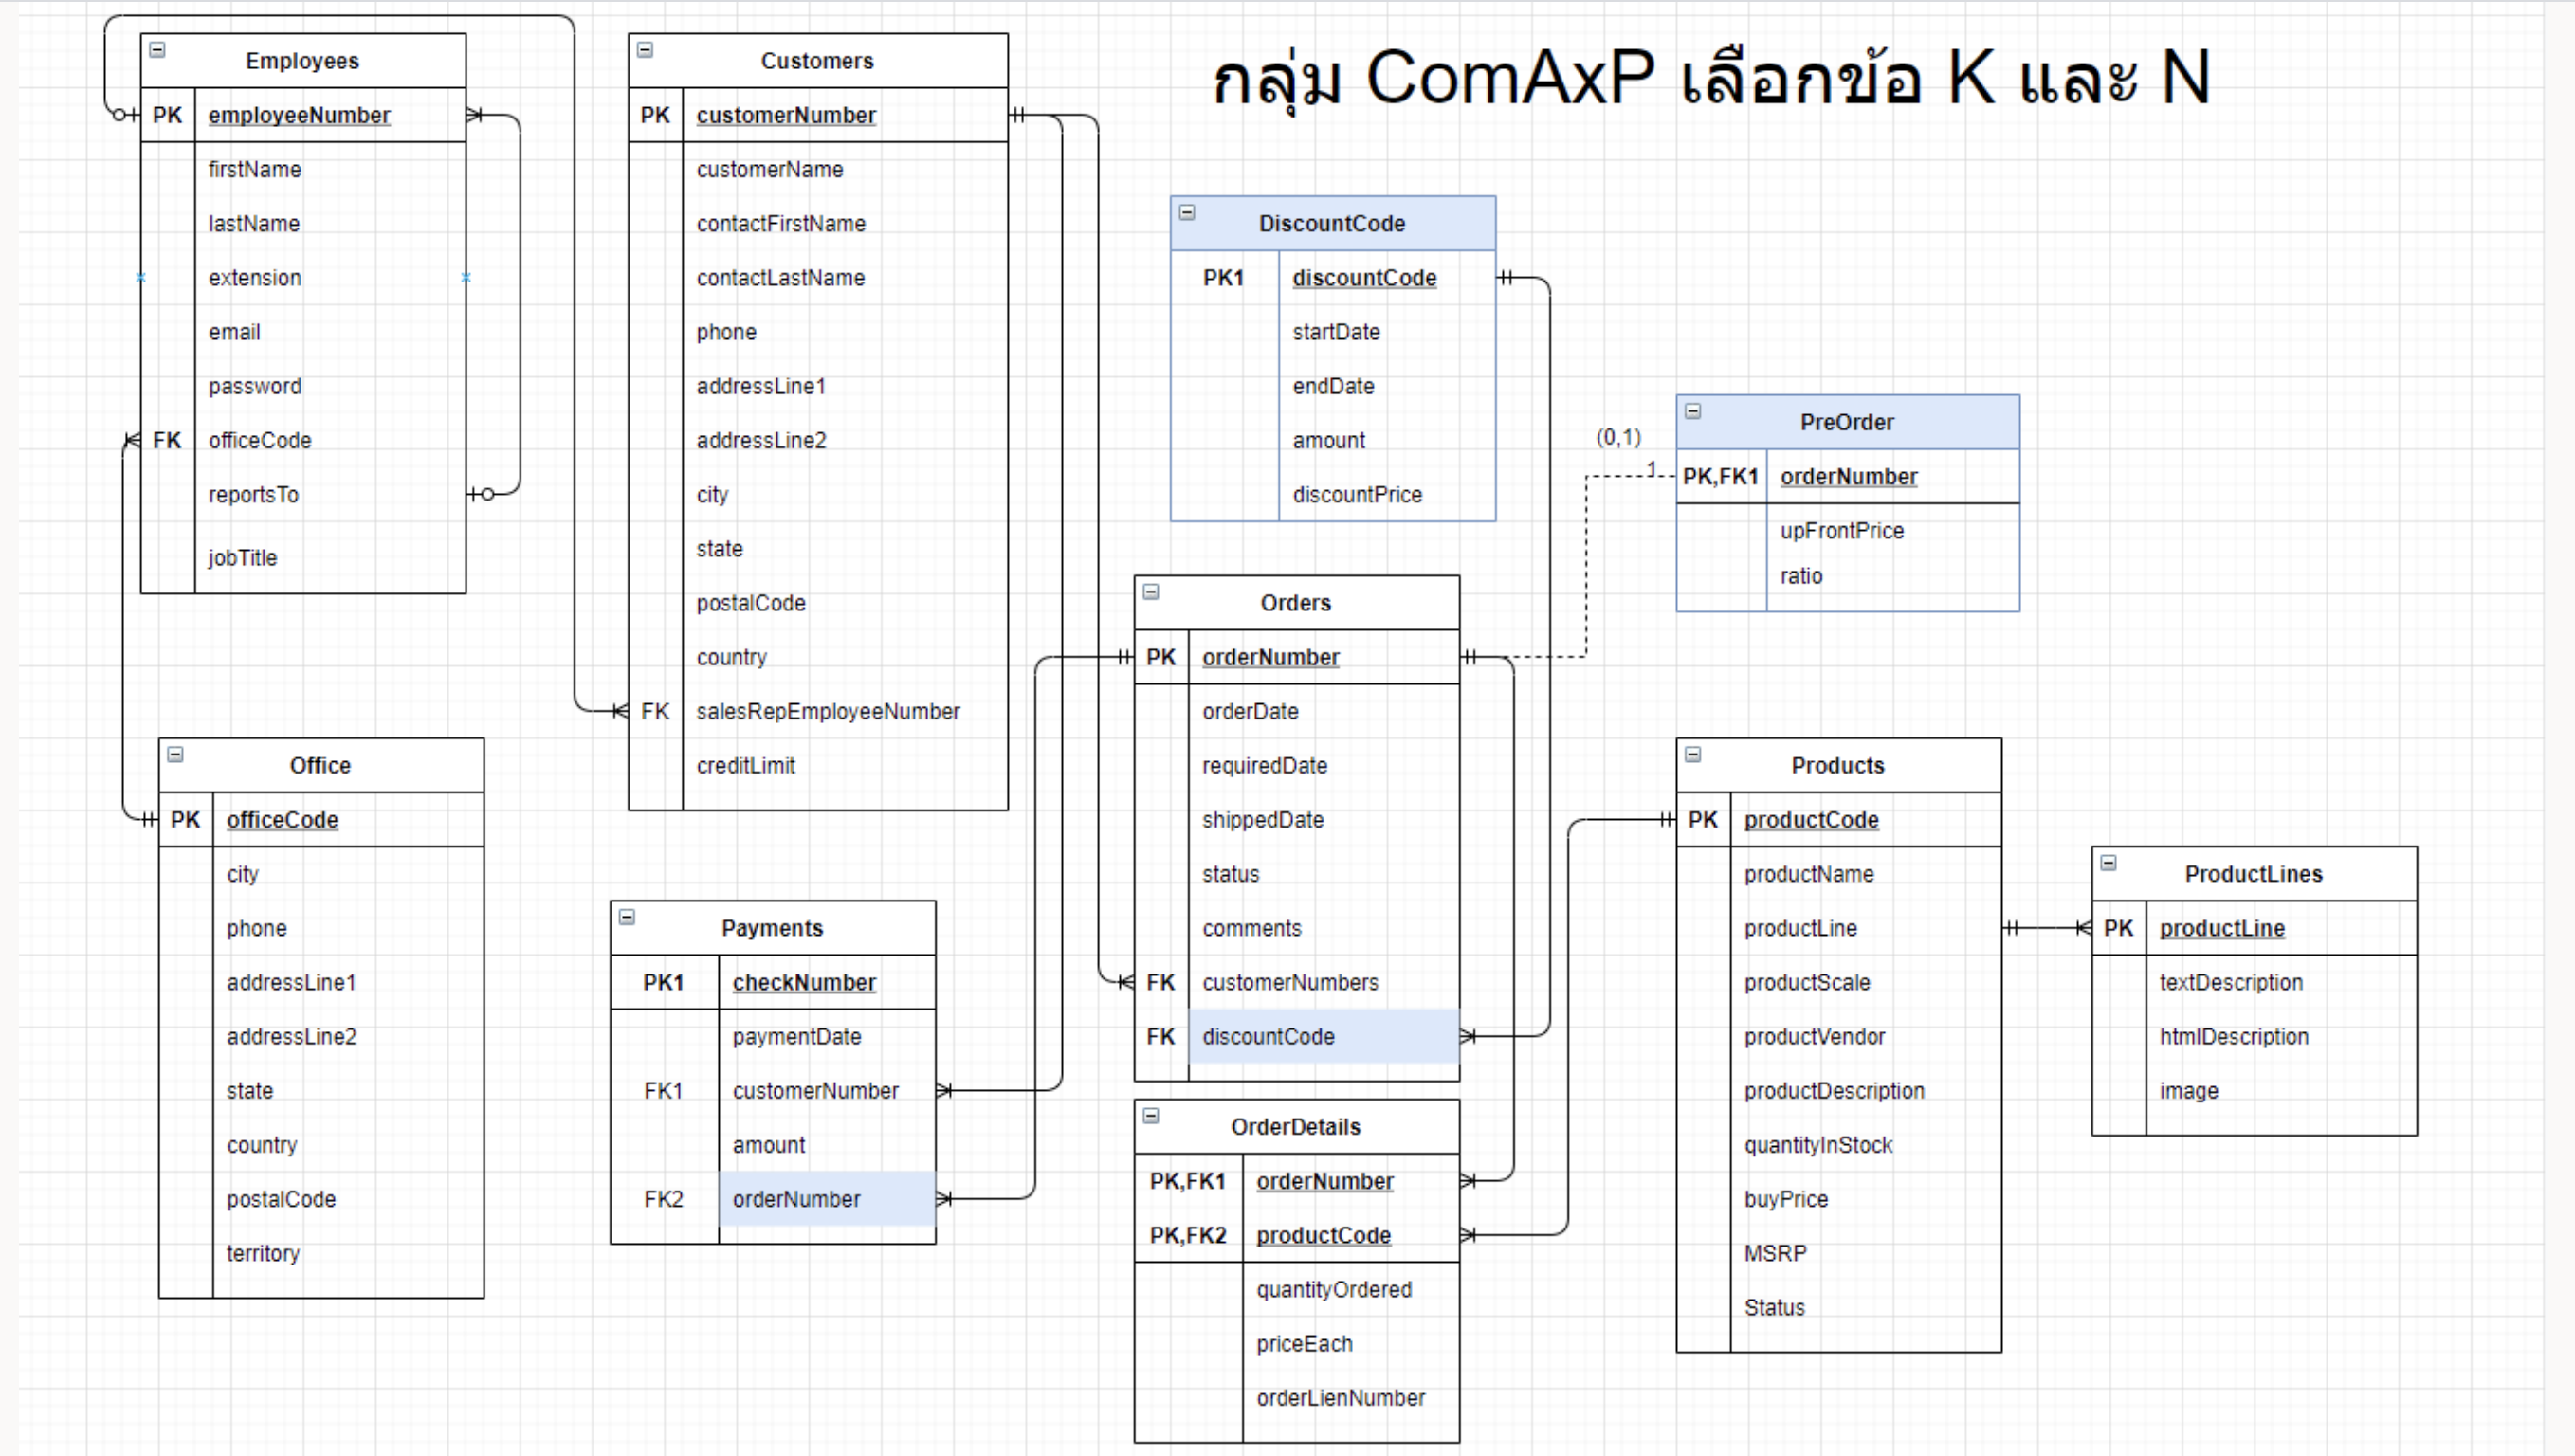 กลุ่ม ComAxP เลือกข้อ K และ N
Employees
PK employeeNumber
firstName
lastName
extension
email
password
FK officeCode
reportsTo
jobTitle
Customers
PK customerNumber
customerName
contactFirstName
contactLastName
phone
addressLine1
addressLine2
city
state
postalCode
country
FK salesRepEmployeeNumber
creditLimit
DiscountCode
PK1 discountCode
startDate
endDate
amount
discountPrice
(0,1)
1
PreOrder
PK,FK1 orderNumber
upFrontPrice
ratio
Office
PK officeCode
city
phone
addressLine1
addressLine2
state
country
postalCode
territory
Payments
PK1 checkNumber
paymentDate
FK1 customerNumber
amount
FK2 orderNumber
Orders
PK orderNumber
orderDate
requiredDate
shippedDate
status
comments
FK customerNumbers
FK discountCode
OrderDetails
PK,FK1 orderNumber
PK,FK2 productCode
quantityOrdered
priceEach
orderLienNumber
Products
PK productCode
productName
productLine
productScale
productVendor
productDescription
quantityInStock
buyPrice
MSRP
Status
ProductLines
PK productLine
textDescription
htmlDescription
image